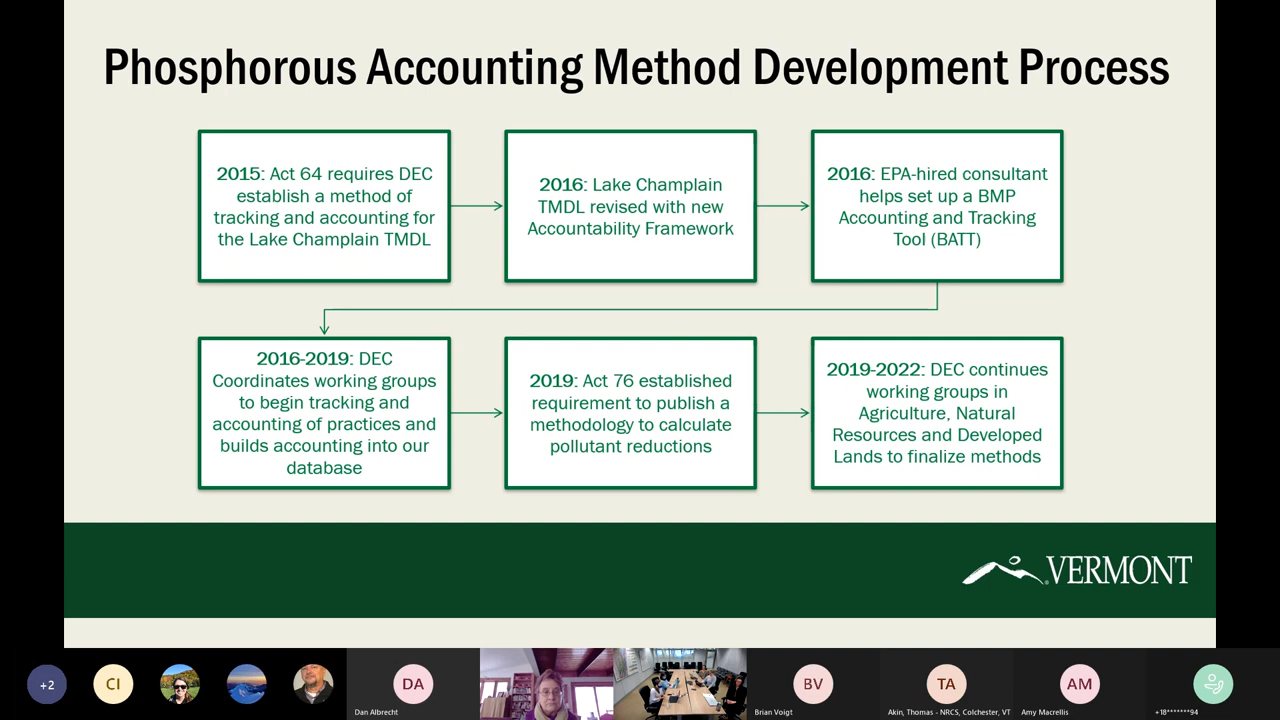 Phosphorous Accounting Method Development Process
2015: Act 64 requires DEC
establish a method of
tracking and accounting for
the Lake Champlain TMDL
2016: Lake Champlain
TMDL revised with new
Accountability Framework
2016: EPA-hired consultant
helps set up a BMP
Accounting and Tracking
Tool (BATT)
2016-2019: DEC
Coordinates working groups
to begin tracking and
accounting of practices and
builds accounting into our
database
2019: Act 76 established
requirement to publish a
methodology to calculate
pollutant reductions
2019-2022: DEC continues
working groups in
Agriculture, Natural
Resources and Developed
Lands to finalize methods
VERMONT
+2
CI
DA
Dan Albrecht
BV
Brian Voigt
TA
Akin, Thomas - NRCS, Colchester, VT
AM
Amy Macrellis
+18*******94